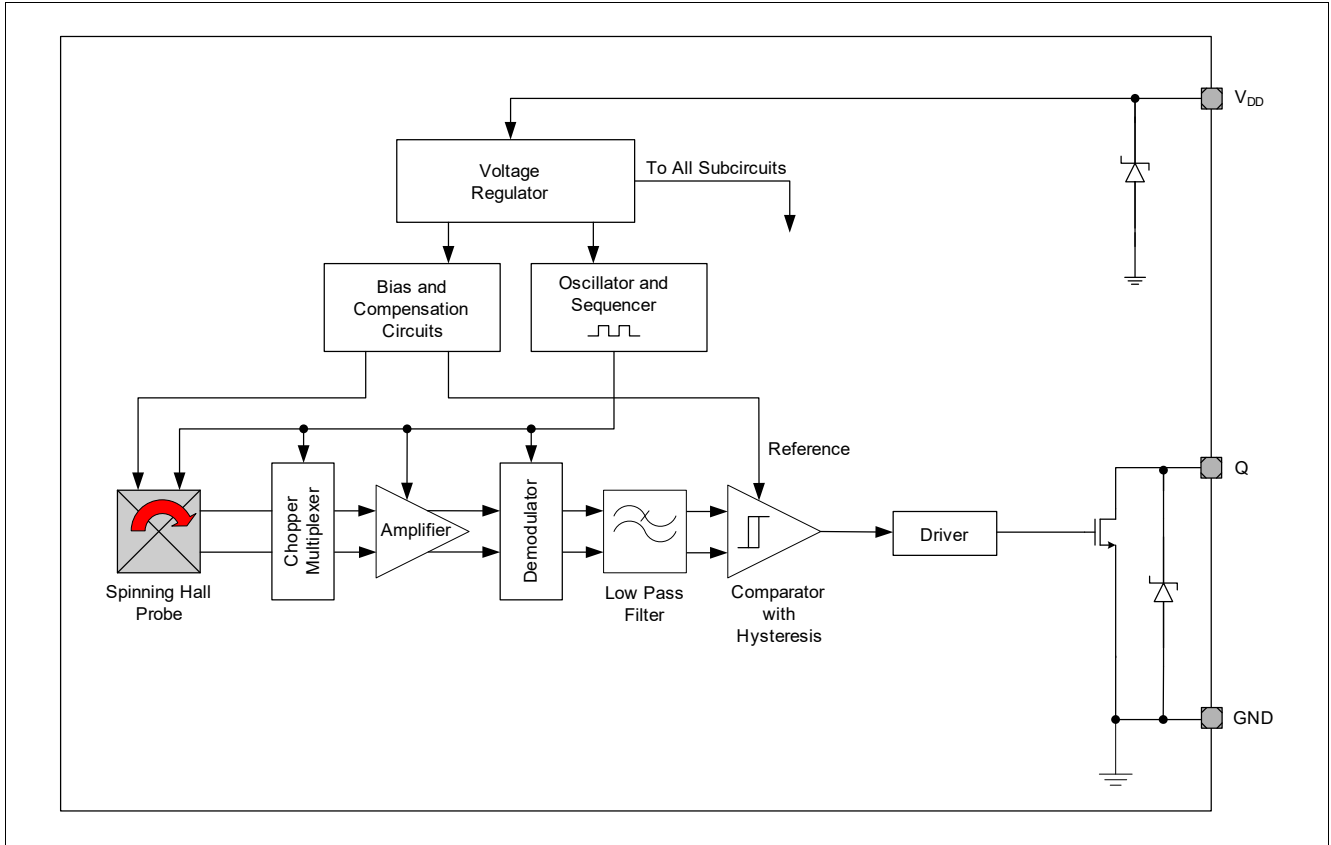 V_DD
Voltage
Regulator
To All Subcircuits
Bias and
Compensation
Circuits
Oscillator and
Sequencer
Reference
Q
Chopper
Multiplexer
Amplifier
Demodulator
Driver
Spinning Hall
Probe
Low Pass
Filter
Comparator
with
Hysteresis
GND